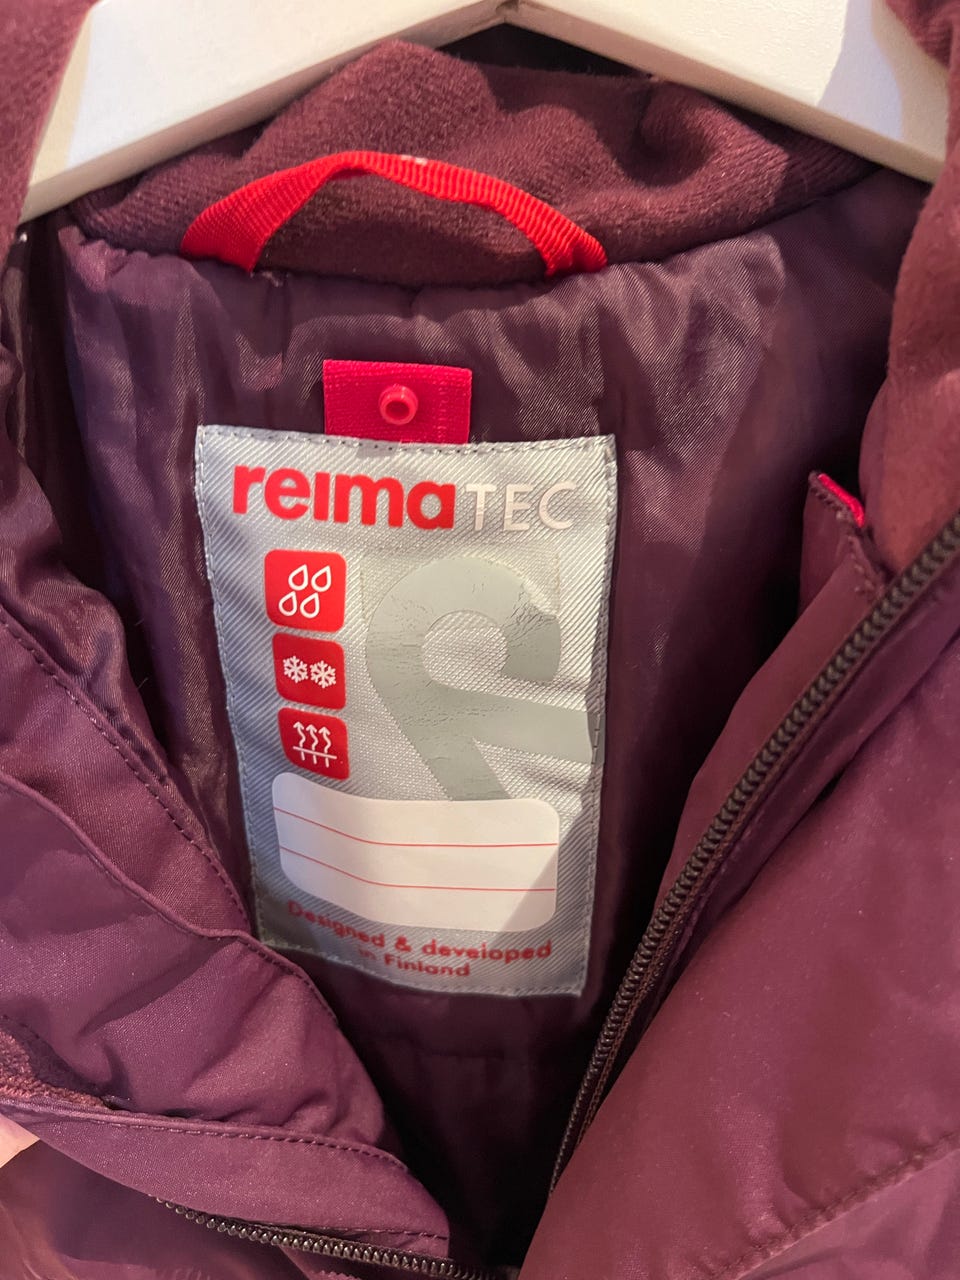 reimaTEC
Designed & developed
in Finland